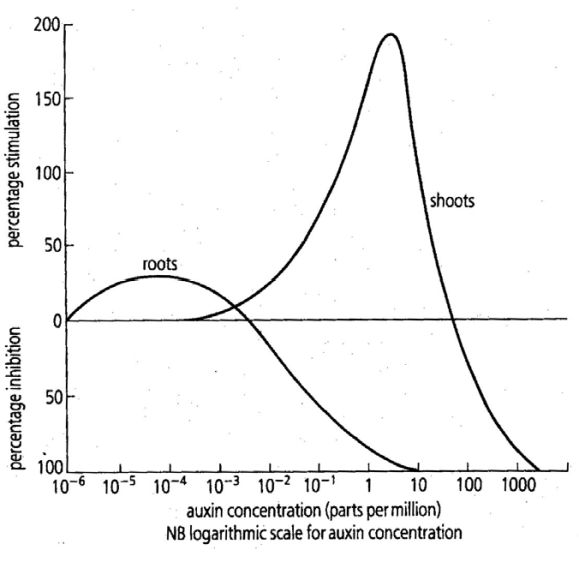 200
150
100
50
0
50
100
percentage stimulation
percentage inhibition
roots
shoots
10⁻⁶ 10⁻⁵ 10⁻⁴ 10⁻³ 10⁻² 10⁻¹ 1 10 100 1000
auxin concentration (parts per million)
NB logarithmic scale for auxin concentration